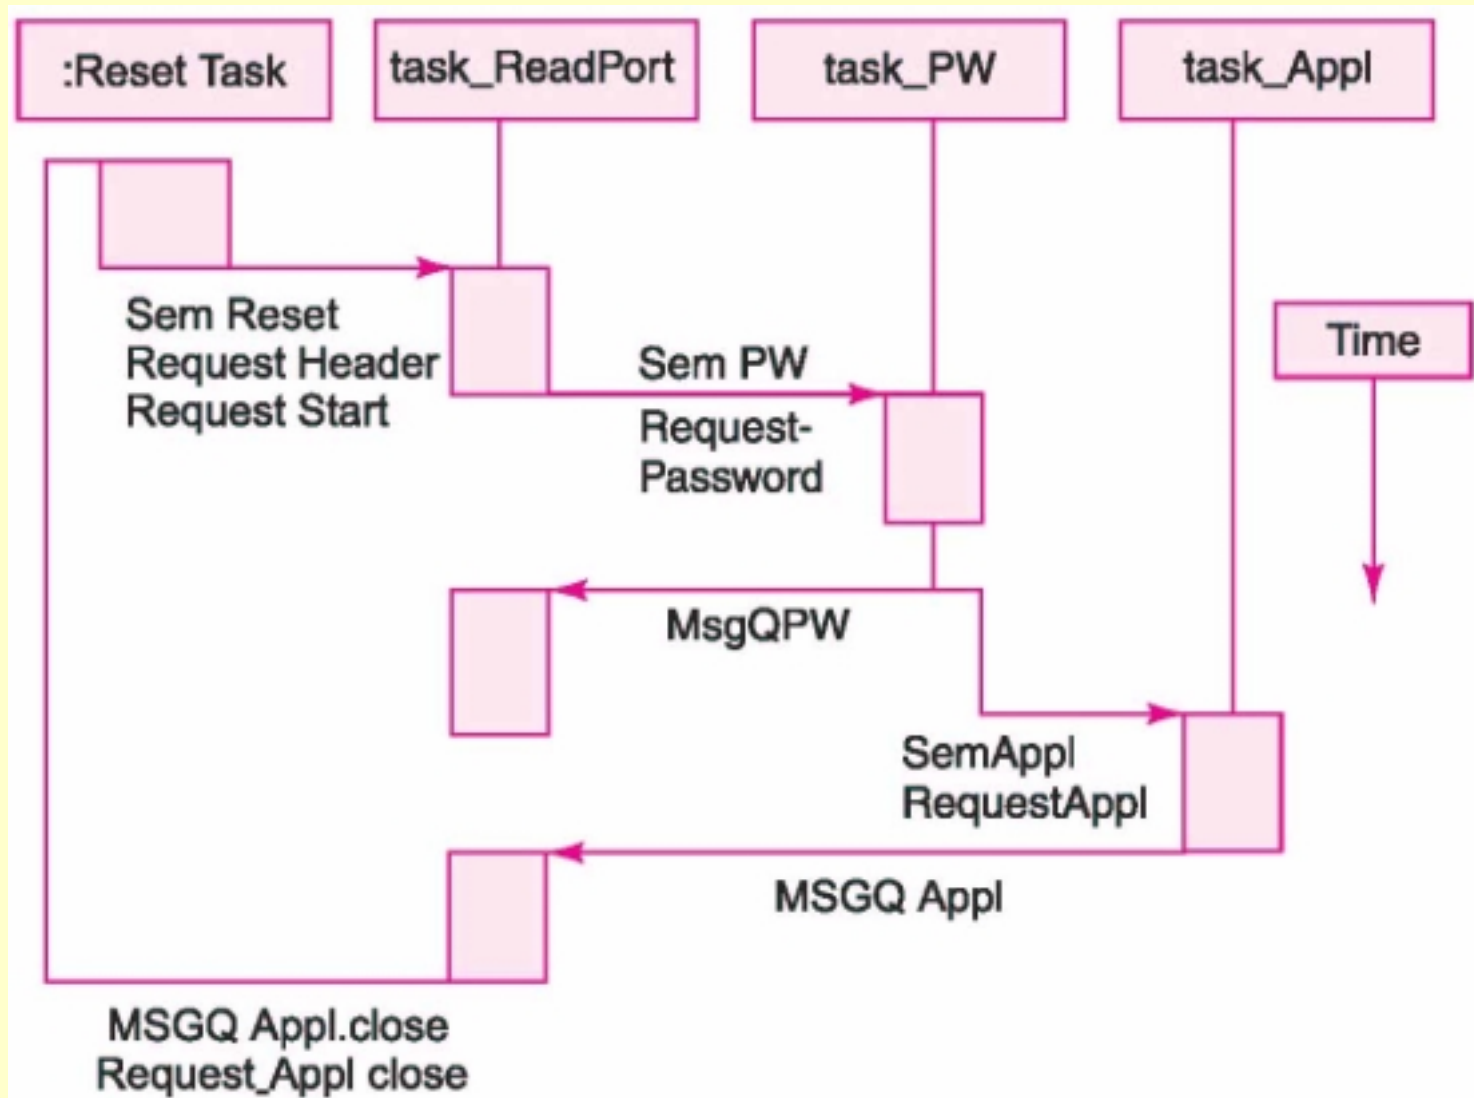 :Reset Task
task_ReadPort
task_PW
task_Appl
Sem Reset
Request Header
Request Start
Sem PW
Request-
Password
Time
MsgQPW
SemAppl
RequestAppl
MSGQ Appl
MSGQ Appl.close
Request_Appl close